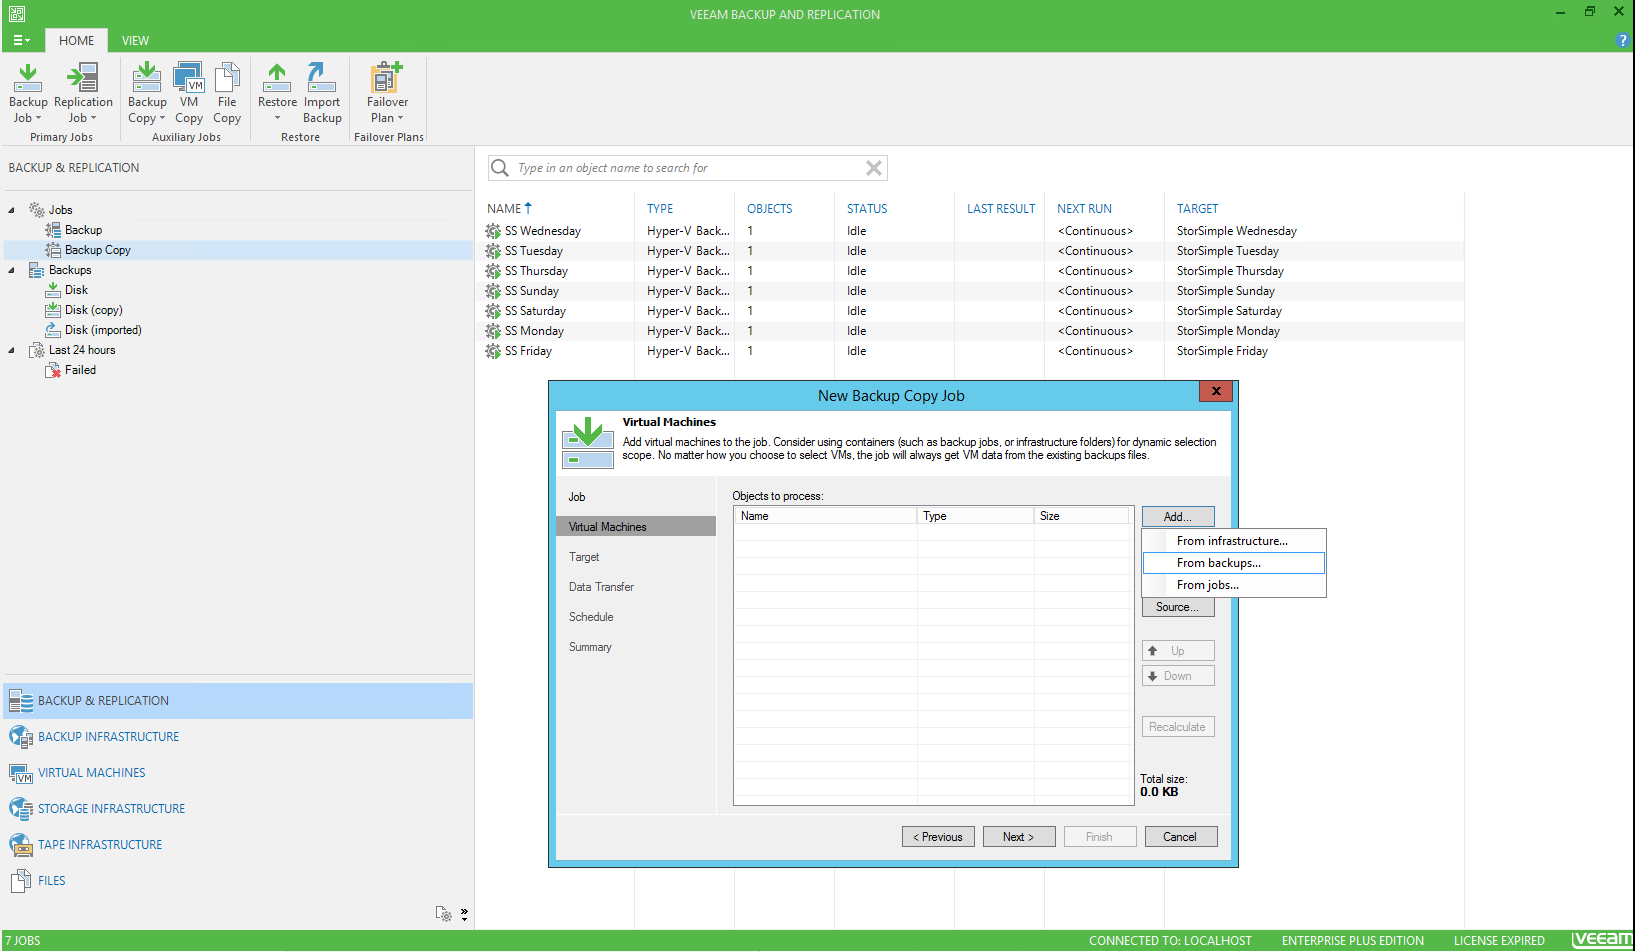 VEEAM BACKUP AND REPLICATION
HOME VIEW
Backup Job
Replication Job
Primary Jobs
Backup Copy
VM Copy
File Copy
Auxiliary Jobs
Restore
Import Backup
Restore
Failover Plan
Failover Plans
BACKUP & REPLICATION
Jobs
Backup
Backup Copy
Backups
Disk
Disk (copy)
Disk (imported)
Last 24 hours
Failed
BACKUP & REPLICATION
BACKUP INFRASTRUCTURE
VIRTUAL MACHINES
STORAGE INFRASTRUCTURE
TAPE INFRASTRUCTURE
FILES
Type in an object name to search for
NAME TYPE OBJECTS STATUS LAST RESULT NEXT RUN TARGET
SS Wednesday Hyper-V Back... 1 Idle <Continuous> StorSimple Wednesday
SS Tuesday Hyper-V Back... 1 Idle <Continuous> StorSimple Tuesday
SS Thursday Hyper-V Back... 1 Idle <Continuous> StorSimple Thursday
SS Sunday Hyper-V Back... 1 Idle <Continuous> StorSimple Sunday
SS Saturday Hyper-V Back... 1 Idle <Continuous> StorSimple Saturday
SS Monday Hyper-V Back... 1 Idle <Continuous> StorSimple Monday
SS Friday Hyper-V Back... 1 Idle <Continuous> StorSimple Friday
New Backup Copy Job
Virtual Machines
Add virtual machines to the job. Consider using containers (such as backup jobs, or infrastructure folders) for dynamic selection
scope. No matter how you choose to select VMs, the job will always get VM data from the existing backups files.
Job
Virtual Machines
Target
Data Transfer
Schedule
Summary
Objects to process:
Name Type Size
Add...
From infrastructure...
From backups...
From jobs...
Source...
Up
Down
Recalculate
Total size:
0.0 KB
< Previous Next > Finish Cancel
7 JOBS CONNECTED TO: LOCALHOST ENTERPRISE PLUS EDITION LICENSE EXPIRED veeam